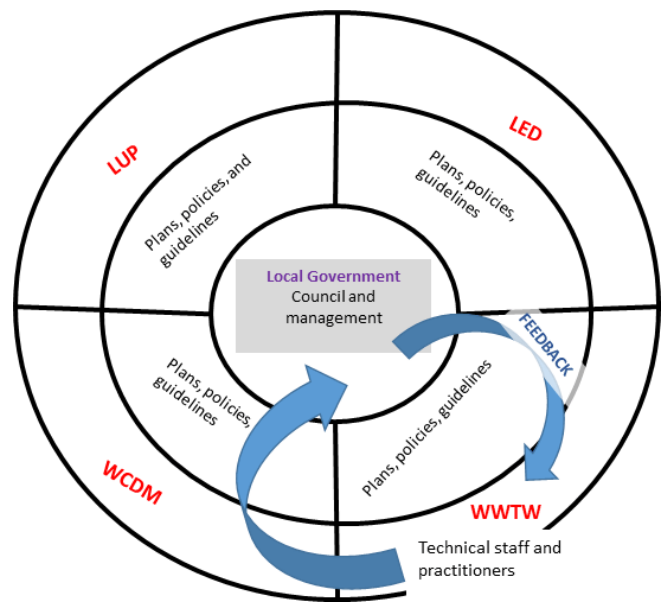 LUP
LED
Plans, policies, and
guidelines
Plans, policies,
guidelines
Local Government
Council and
management
FEEDBACK
Plans, policies,
guidelines
Plans, policies, guidelines
WCDM
WWTW
Technical staff and
practitioners